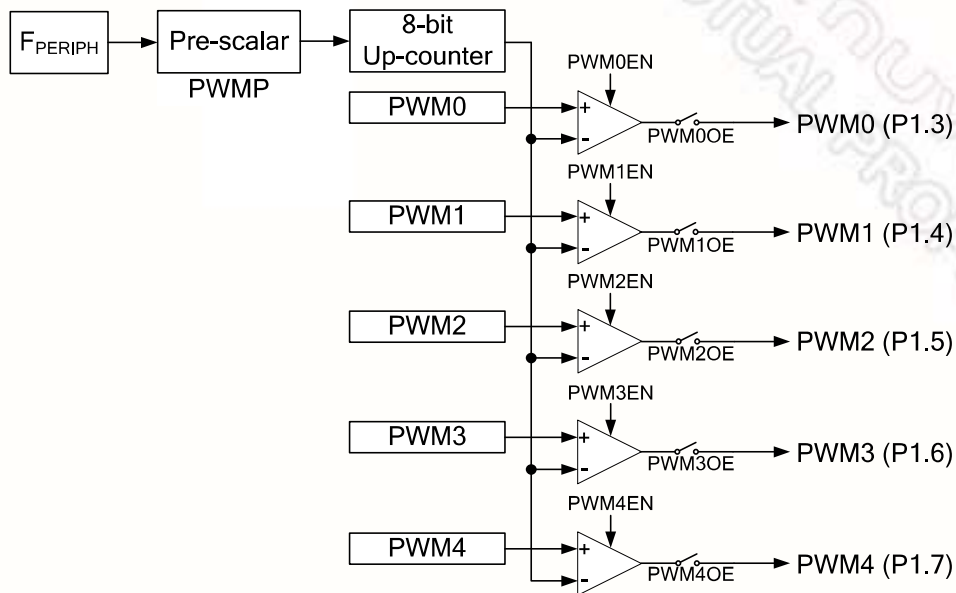 F_PERIPH
Pre-scalar
PWMP
8-bit
Up-counter
PWM0
PWM0EN
+
-
PWM0OE
PWM0 (P1.3)
PWM1
PWM1EN
+
-
PWM1OE
PWM1 (P1.4)
PWM2
PWM2EN
+
-
PWM2OE
PWM2 (P1.5)
PWM3
PWM3EN
+
-
PWM3OE
PWM3 (P1.6)
PWM4
PWM4EN
+
-
PWM4OE
PWM4 (P1.7)